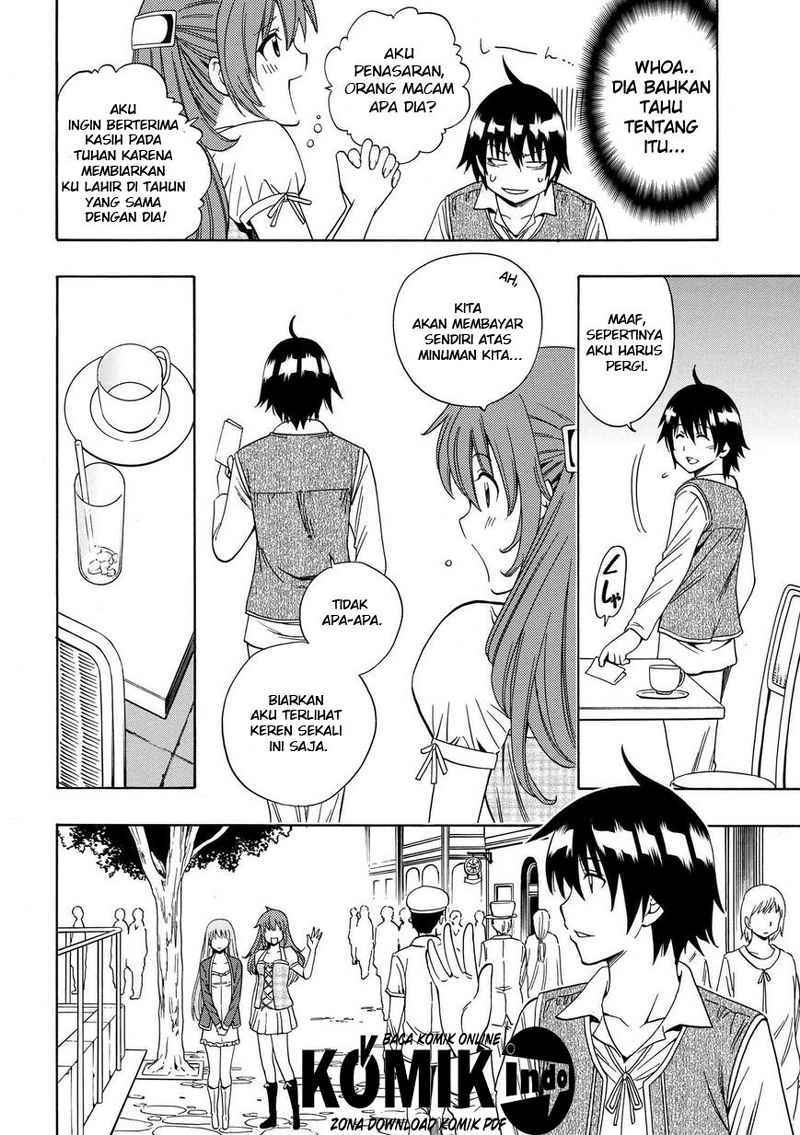 WHOA..
DIA BAHKAN
TAHU
TENTANG
ITU...
AKU
PENASARAN,
ORANG MACAM
APA DIA?
AKU
INGIN BERTERIMA
KASIH PADA
TUHAN KARENA
MEMBIARKAN
KU LAHIR DI TAHUN
YANG SAMA
DENGAN DIA!
MAAF,
SEPERTINYA
AKU HARUS
PERGI.
AH,
KITA
AKAN MEMBAYAR
SENDIRI ATAS
MINUMAN KITA...
TIDAK
APA-APA.
BIARKAN
AKU TERLIHAT
KEREN SEKALI
INI SAJA.
BACA KOMIK ONLINE
KOMIK indo
ZONA DOWNLOAD KOMIK PDF